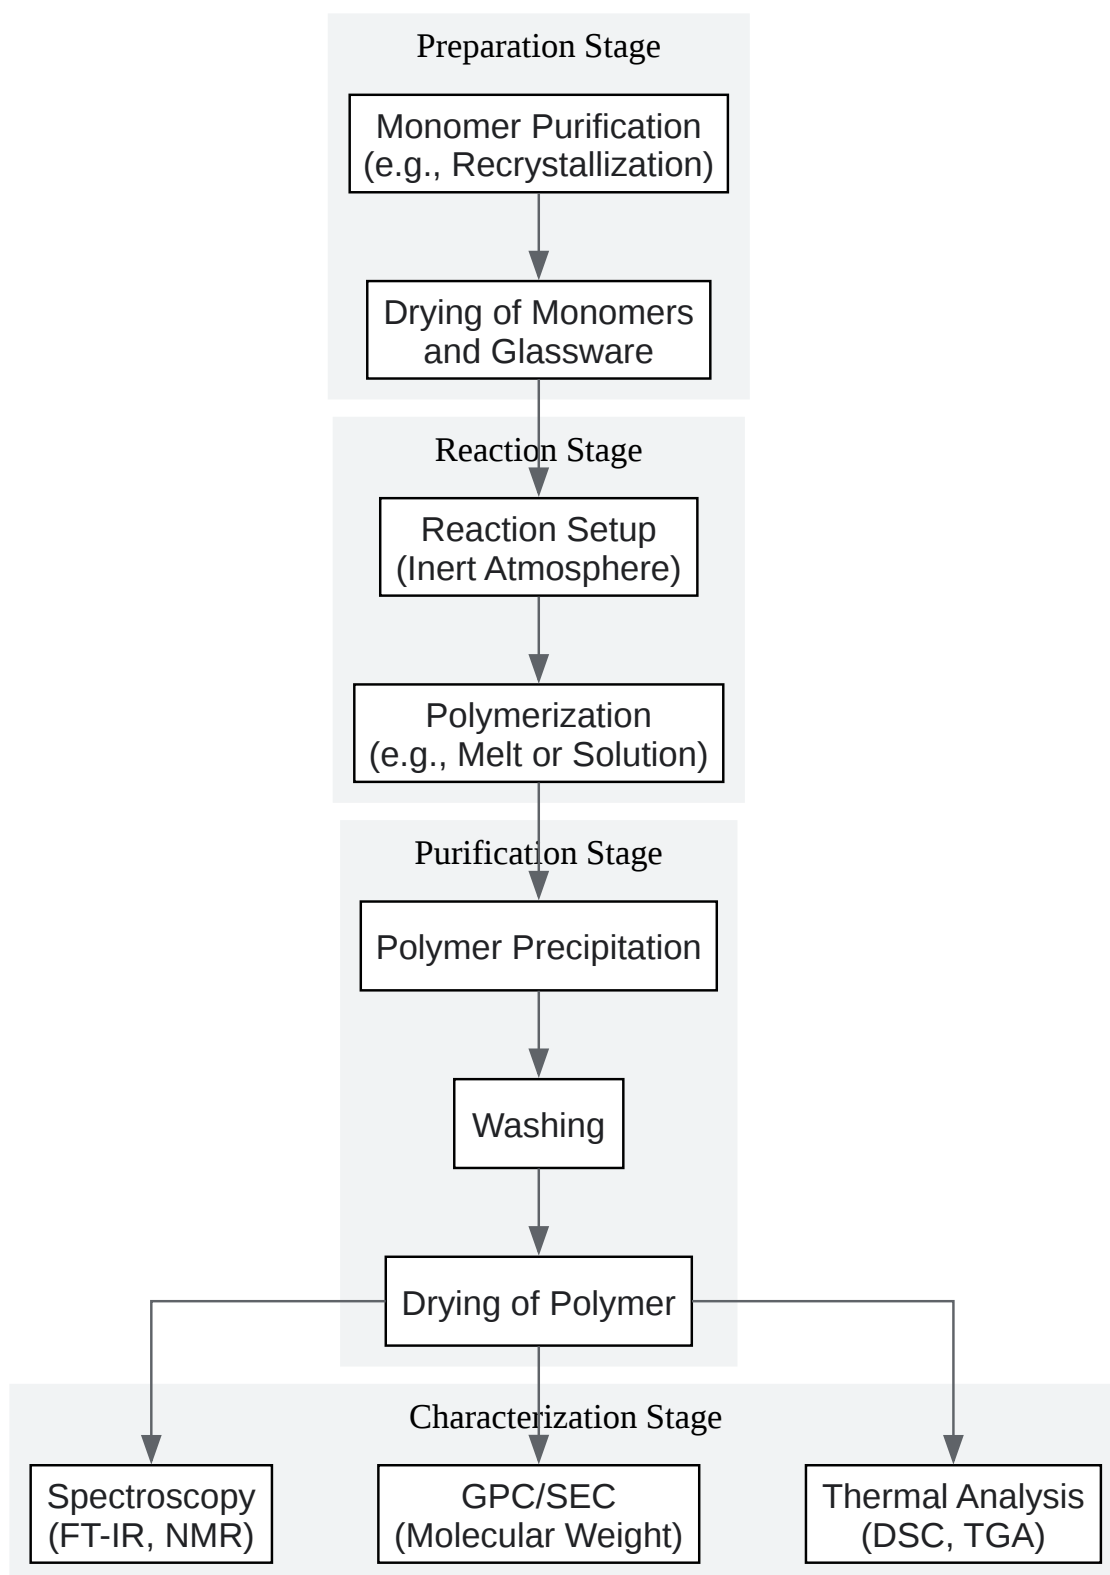 Preparation Stage
Monomer Purification
(e.g., Recrystallization)
Drying of Monomers
and Glassware
Reaction Stage
Reaction Setup
(Inert Atmosphere)
Polymerization
(e.g., Melt or Solution)
Purification Stage
Polymer Precipitation
Washing
Drying of Polymer
Characterization Stage
Spectroscopy
(FT-IR, NMR)
GPC/SEC
(Molecular Weight)
Thermal Analysis
(DSC, TGA)